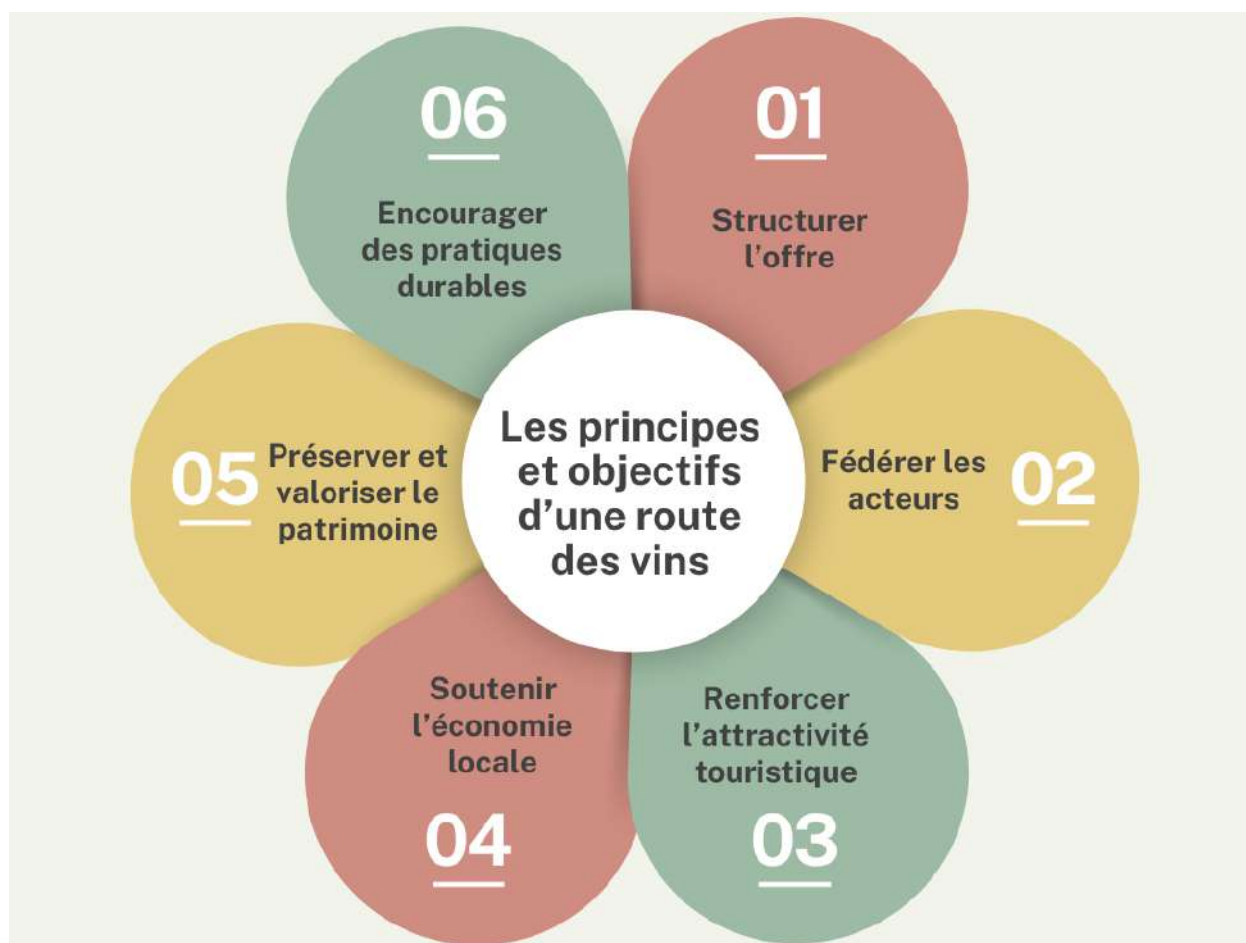 Les principes
et objectifs
d'une route
des vins
01
Structurer
l'offre
02
Fédérer les
acteurs
03
Renforcer
l'attractivité
touristique
04
Soutenir
l'économie
locale
05
Préserver et
valoriser le
patrimoine
06
Encourager
des pratiques
durables